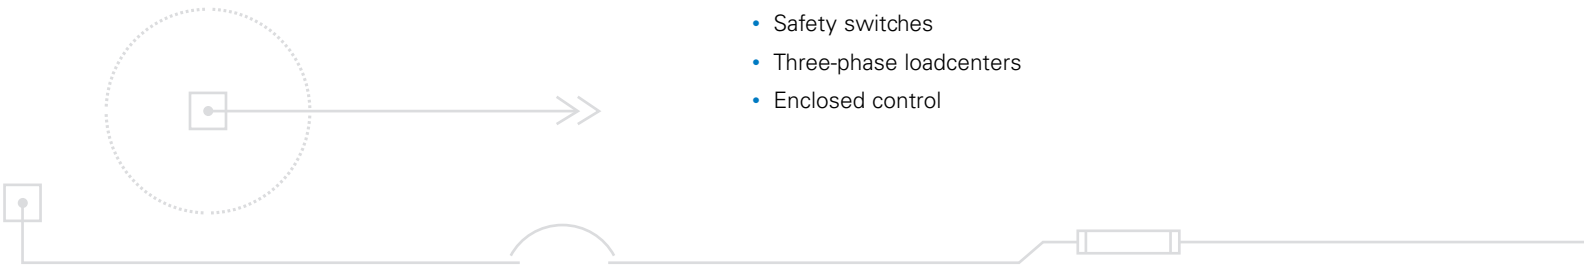 • Safety switches
• Three-phase loadcenters
• Enclosed control